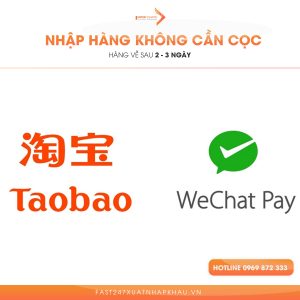 NHẬP HÀNG KHÔNG CẦN CỌC
HÀNG VỀ SAU 2 - 3 NGÀY
淘宝
Taobao
WeChat Pay
HOTLINE 0969 872 333
FAST247XUATNHAPKHAU.VN